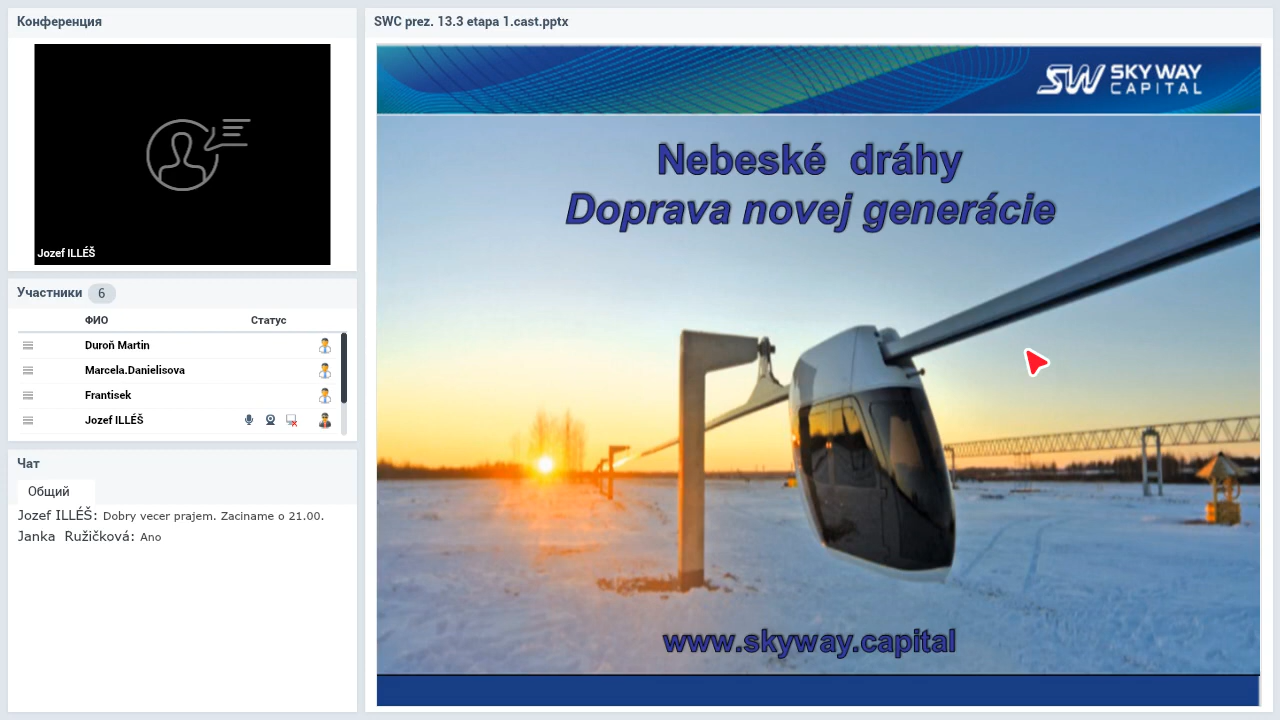 Конференция
Jozef ILLÉŠ
Участники 6
ФИО Статус
Duroň Martin
Marcela.Danielisova
Frantisek
Jozef ILLÉŠ
Чат
Общий
Jozef ILLÉŠ: Dobry vecer prajem. Zaciname o 21.00.
Janka Ružičková: Ano
SWC prez. 13.3 etapa 1.cast.pptx
SW SKY WAY
CAPITAL
Nebeské dráhy
Doprava novej generácie
www.skyway.capital